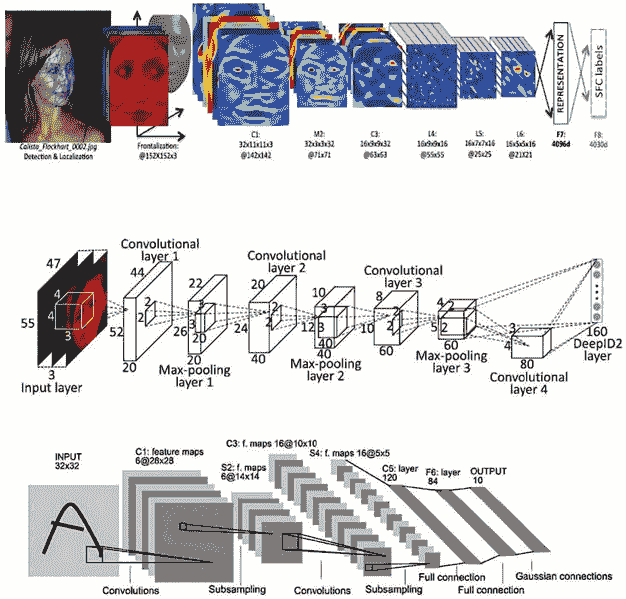 REPRESENTATION
SFC labels
Calista_Flockhart_0002.jpg
Detection & Localization
Frontalization:
@152X152x3
C1:
32x11x11x3
@142x142
M2:
32x3x3x32
@71x71
C3:
16x9x9x32
@63x63
L4:
16x9x9x16
@55x55
L5:
16x7x7x16
@25x25
L6:
16x5x5x16
@21X21
F7:
4096d
F8:
4030d
55
47
4
4
3
3
Input layer
Convolutional
layer 1
44
52
20
2
2
22
26
3
20
20
Max-pooling
layer 1
Convolutional
layer 2
20
24
40
2
2
10
12
3
40
40
Max-pooling
layer 2
Convolutional
layer 3
8
10
60
2
2
4
5
2
2
60
Max-pooling
layer 3
3
4
80
Convolutional
layer 4
160
DeepID2
layer
INPUT
32x32
C1: feature maps
6@28x28
S2: f. maps
6@14x14
C3: f. maps 16@10x10
S4: f. maps 16@5x5
C5: layer
120
F6: layer
84
OUTPUT
10
Convolutions
Subsampling
Convolutions
Subsampling
Full connection
Full connection
Gaussian connections